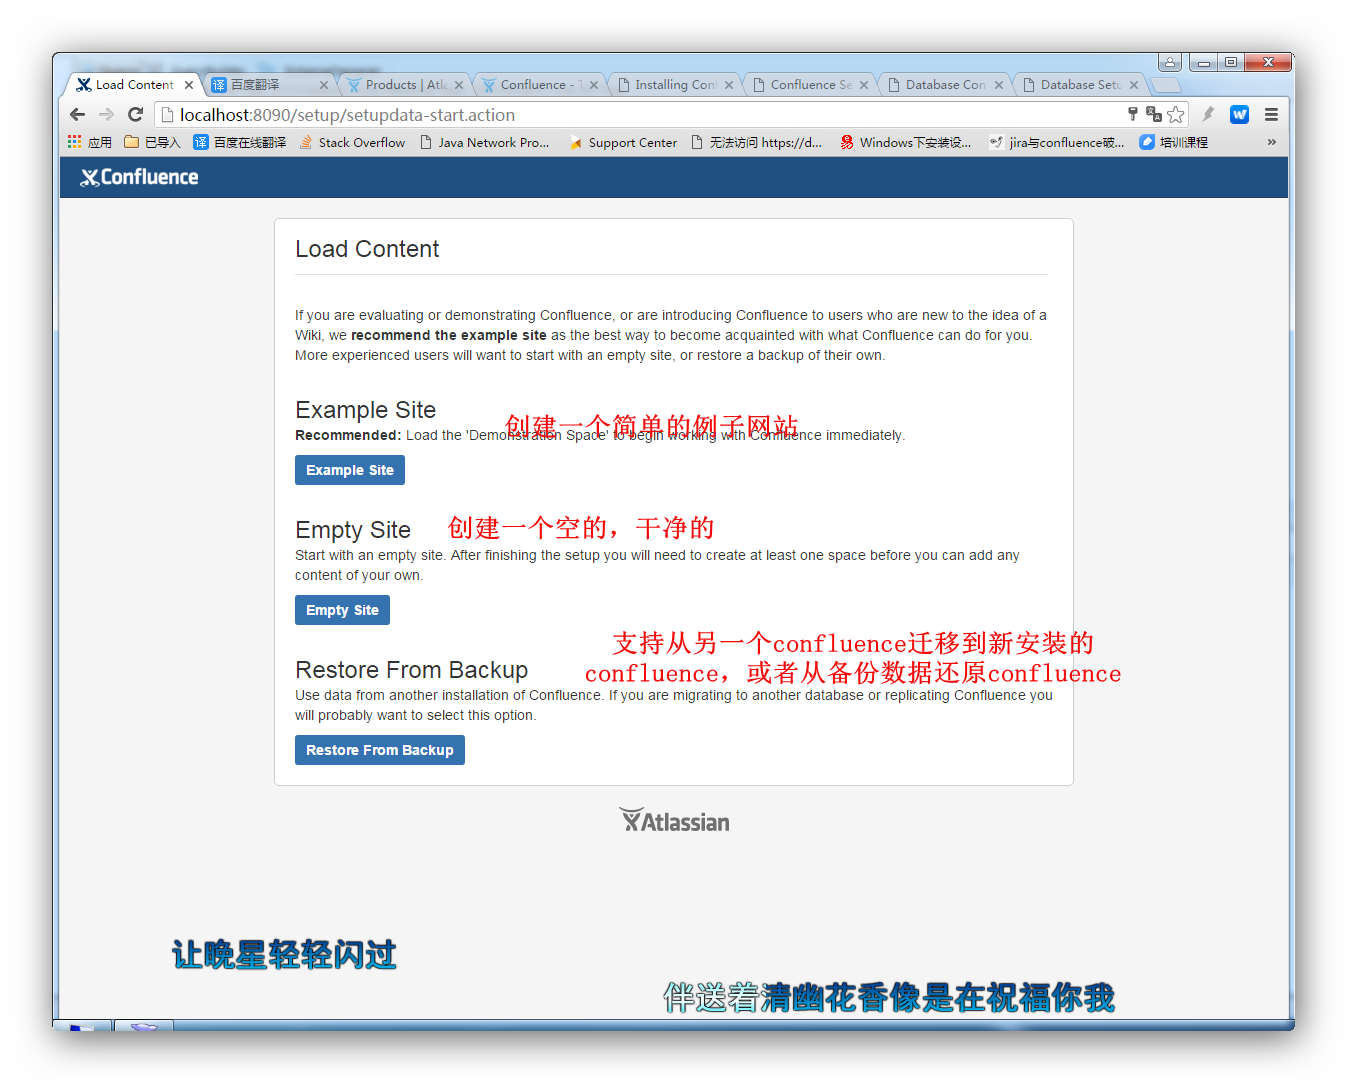 Load Content
百度翻译
Products | Atla
Confluence - T
Installing Con
Confluence Se
Database Con
Database Setu
localhost:8090/setup/setupdata-start.action
应用
已导入
百度在线翻译
Stack Overflow
Java Network Pro...
Support Center
无法访问 https://d...
Windows下安装设...
jira与confluence破...
培训课程
»
Confluence
Load Content
If you are evaluating or demonstrating Confluence, or are introducing Confluence to users who are new to the idea of a
Wiki, we recommend the example site as the best way to become acquainted with what Confluence can do for you.
More experienced users will want to start with an empty site, or restore a backup of their own.
Example Site
创建一个简单的例子网站
Recommended: Load the 'Demonstration Space' to begin working with Confluence immediately.
Example Site
Empty Site
创建一个空的，干净的
Start with an empty site. After finishing the setup you will need to create at least one space before you can add any
content of your own.
Empty Site
支持从另一个confluence迁移到新安装的
confluence，或者从备份数据还原confluence
Restore From Backup
Use data from another installation of Confluence. If you are migrating to another database or replicating Confluence you
will probably want to select this option.
Restore From Backup
Atlassian
让晚星轻轻闪过
伴送着清幽花香像是在祝福你我